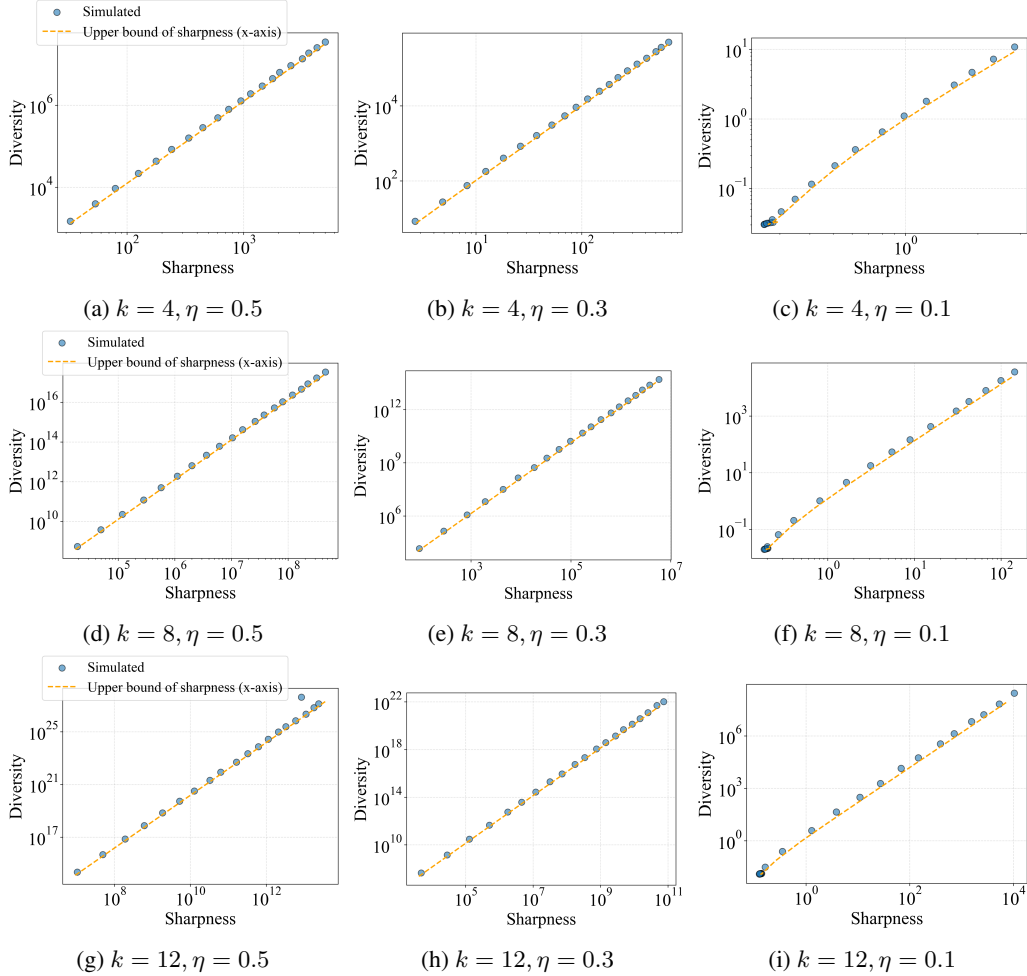 Simulated
Upper bound of sharpness (x-axis)
Diversity
10^6
10^4
10^2
10^3
Sharpness
(a) k = 4, η = 0.5
Diversity
10^4
10^2
10^1
10^2
Sharpness
(b) k = 4, η = 0.3
Diversity
10^1
10^0
10^-1
10^0
Sharpness
(c) k = 4, η = 0.1
Simulated
Upper bound of sharpness (x-axis)
Diversity
10^16
10^14
10^12
10^10
10^5
10^6
10^7
10^8
Sharpness
(d) k = 8, η = 0.5
Diversity
10^12
10^9
10^6
10^3
10^5
10^7
Sharpness
(e) k = 8, η = 0.3
Diversity
10^3
10^1
10^-1
10^0
10^1
10^2
Sharpness
(f) k = 8, η = 0.1
Simulated
Upper bound of sharpness (x-axis)
Diversity
10^25
10^21
10^17
10^8
10^10
10^12
Sharpness
(g) k = 12, η = 0.5
Diversity
10^22
10^18
10^14
10^10
10^5
10^7
10^9
10^11
Sharpness
(h) k = 12, η = 0.3
Diversity
10^6
10^3
10^0
10^0
10^2
10^4
Sharpness
(i) k = 12, η = 0.1